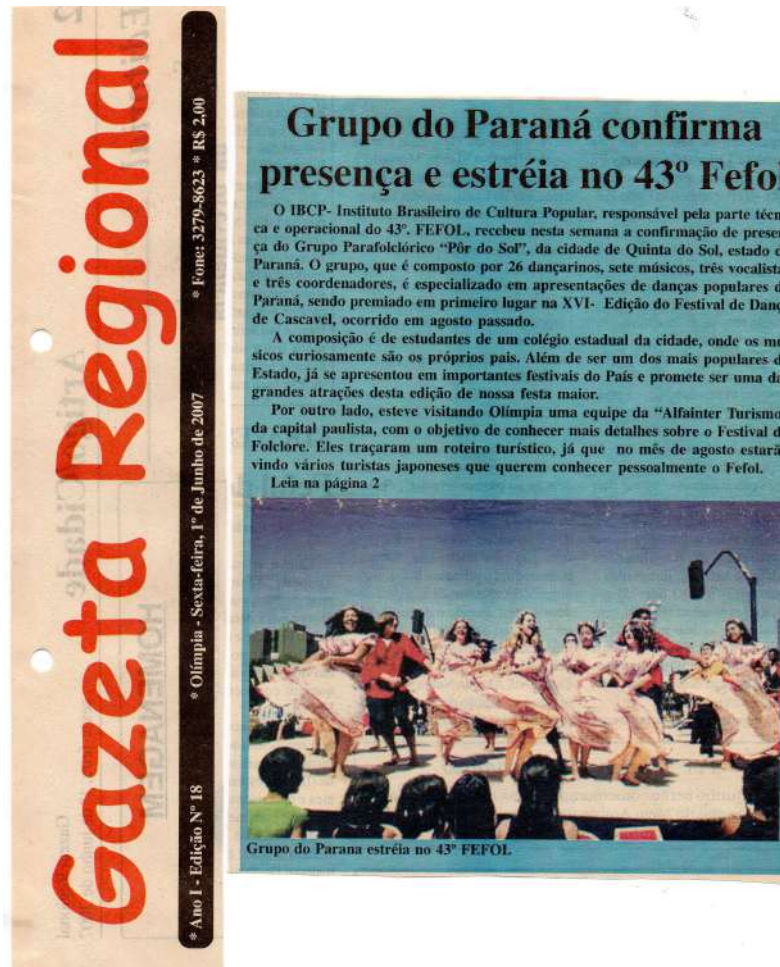 Gazeta Regional
* Ano I - Edição Nº 18 * Olímpia - Sexta-feira, 1º de Junho de 2007 * Fone: 3279-8623 * R$ 2,00
Grupo do Paraná confirma
presença e estréia no 43º Fefol
O IBCP- Instituto Brasileiro de Cultura Popular, responsável pela parte técn
ca e operacional do 43º. FEFOL, recebeu nesta semana a confirmação de presen
ça do Grupo Parafolclórico “Pôr do Sol”, da cidade de Quinta do Sol, estado d
Paraná. O grupo, que é composto por 26 dançarinos, sete músicos, três vocalist
e três coordenadores, é especializado em apresentações de danças populares d
Paraná, sendo premiado em primeiro lugar na XVI- Edição do Festival de Danç
de Cascavel, ocorrido em agosto passado.
A composição é de estudantes de um colégio estadual da cidade, onde os mú
sicos curiosamente são os próprios pais. Além de ser um dos mais populares d
Estado, já se apresentou em importantes festivais do País e promete ser uma da
grandes atrações desta edição de nossa festa maior.
Por outro lado, esteve visitando Olímpia uma equipe da “Alfainter Turismo
da capital paulista, com o objetivo de conhecer mais detalhes sobre o Festival d
Folclore. Eles traçaram um roteiro turístico, já que no mês de agosto estarã
vindo vários turistas japoneses que querem conhecer pessoalmente o Fefol.
Leia na página 2
Grupo do Parana estréia no 43º FEFOL